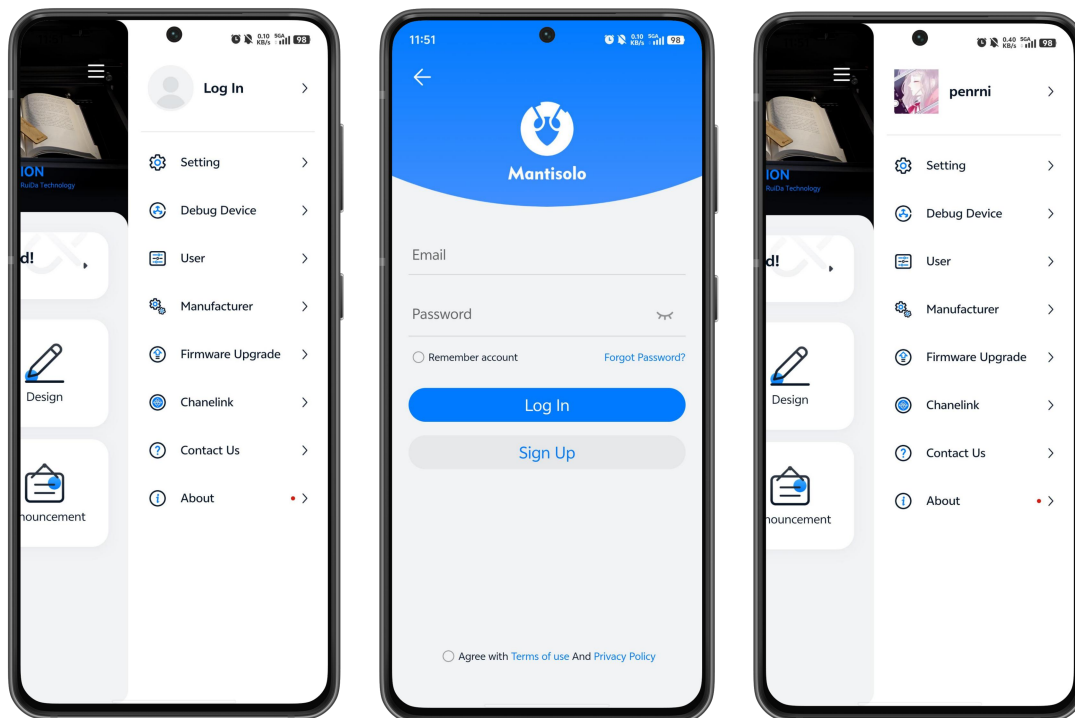 0.10 KB/s 5GA 98
Log In
ION
RuiDa Technology
Setting
Debug Device
d!
User
Manufacturer
Firmware Upgrade
Design
Chanelink
Contact Us
About
nouncement
11:51
0.10 KB/s 5GA 98
Mantisolo
Email
Password
Remember account
Forgot Password?
Log In
Sign Up
Agree with Terms of use And Privacy Policy
0.40 KB/s 5GA 98
penrni
ION
RuiDa Technology
Setting
Debug Device
d!
User
Manufacturer
Firmware Upgrade
Design
Chanelink
Contact Us
About
nouncement